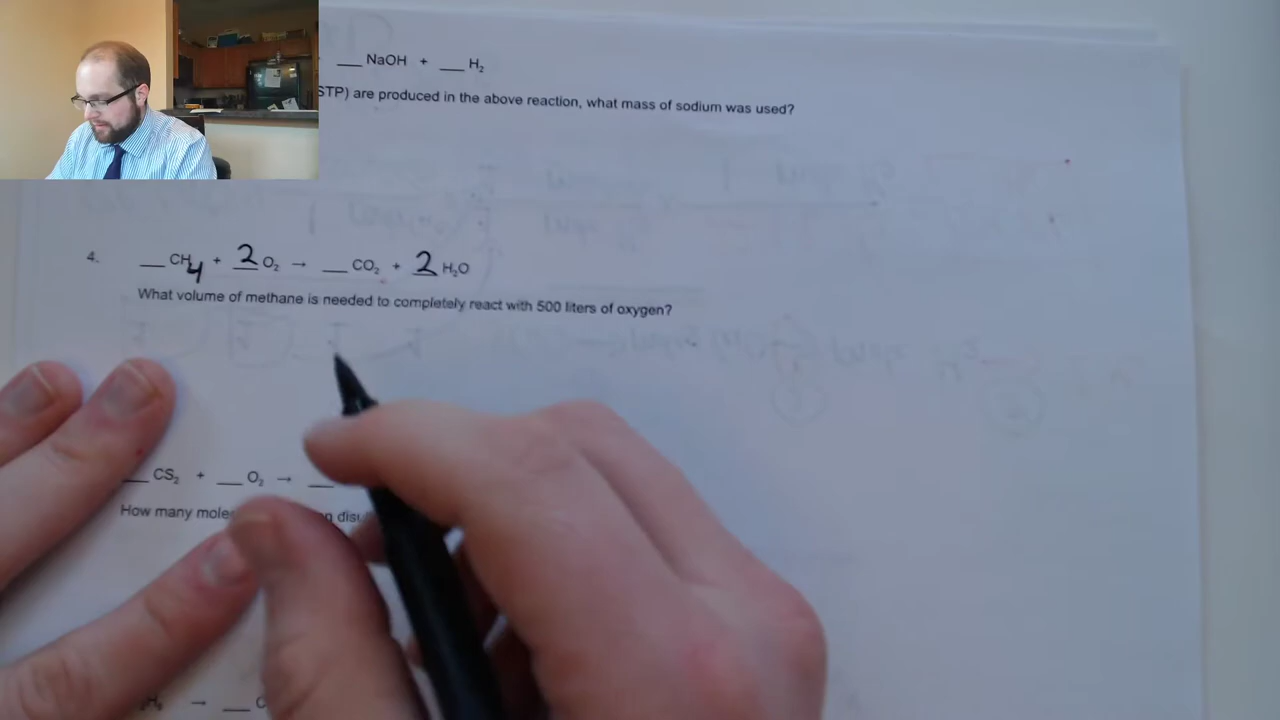 ___ NaOH + ___ H₂
STP) are produced in the above reaction, what mass of sodium was used?
4. ___ CH4 + 2 O₂ → ___ CO₂ + 2 H₂O
What volume of methane is needed to completely react with 500 liters of oxygen?
___ CS₂ + ___ O₂ → ___
How many
→ ___